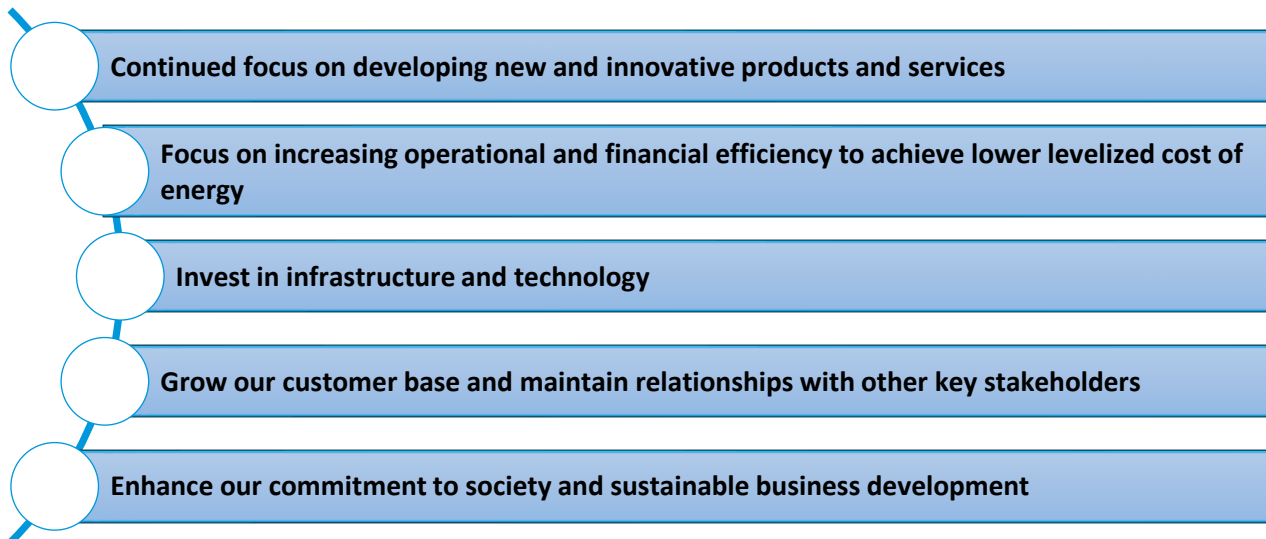 Continued focus on developing new and innovative products and services
Focus on increasing operational and financial efficiency to achieve lower levelized cost of
energy
Invest in infrastructure and technology
Grow our customer base and maintain relationships with other key stakeholders
Enhance our commitment to society and sustainable business development